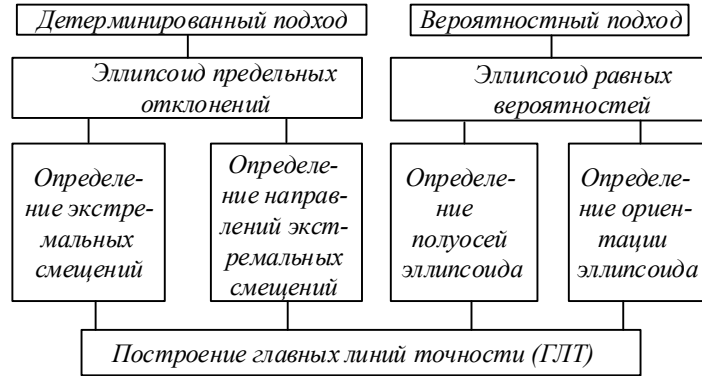 Детерминированный подход
Вероятностный подход
Эллипсоид предельных
отклонений
Эллипсоид равных
вероятностей
Определе-
ние экстре-
мальных
смещений
Определе-
ние направ-
лений экст-
ремальных
смещений
Определе-
ние
полуосей
эллипсоида
Определе-
ние ориен-
тации
эллипсоида
Построение главных линий точности (ГЛТ)